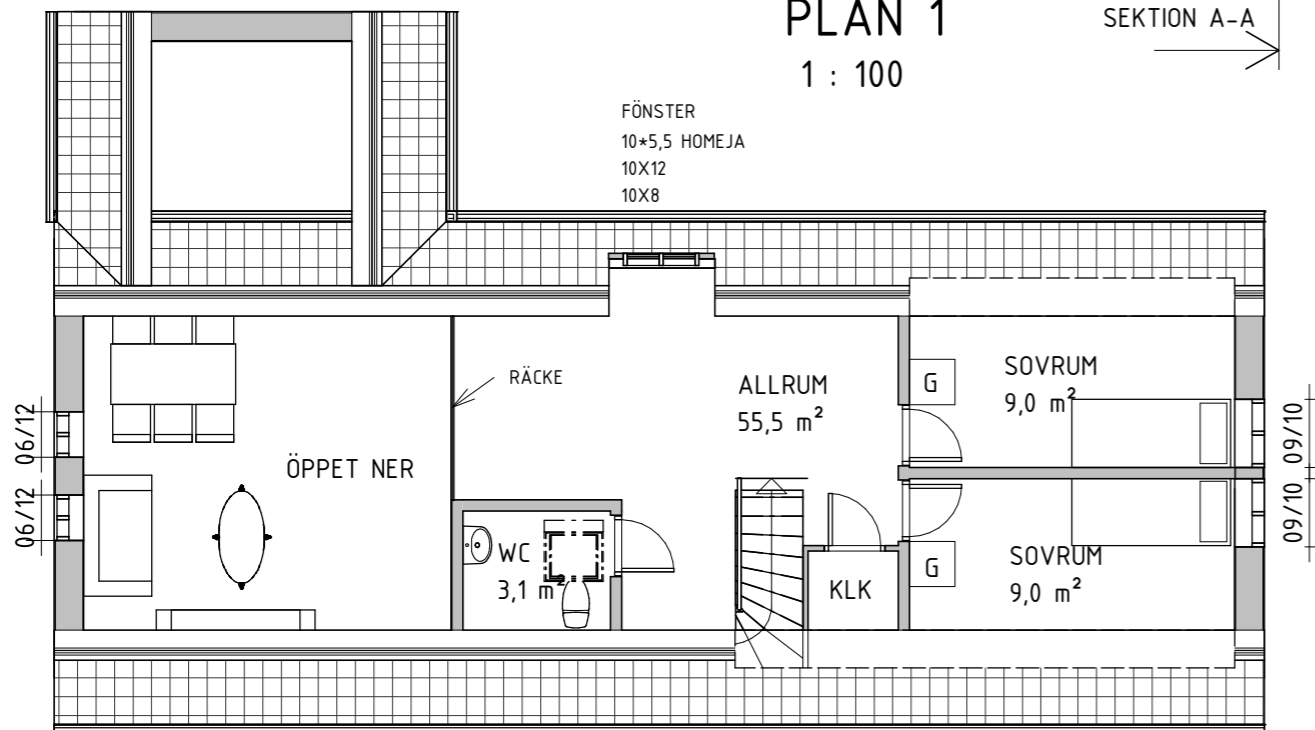 PLAN 1
1 : 100
SEKTION A-A
FÖNSTER
10*5,5 HOMEJA
10X12
10X8
RÄCKE
ALLRUM
55,5 m²
G
SOVRUM
9,0 m²
06/12
06/12
09/10
09/10
ÖPPET NER
WC
3,1 m²
KLK
G
SOVRUM
9,0 m²